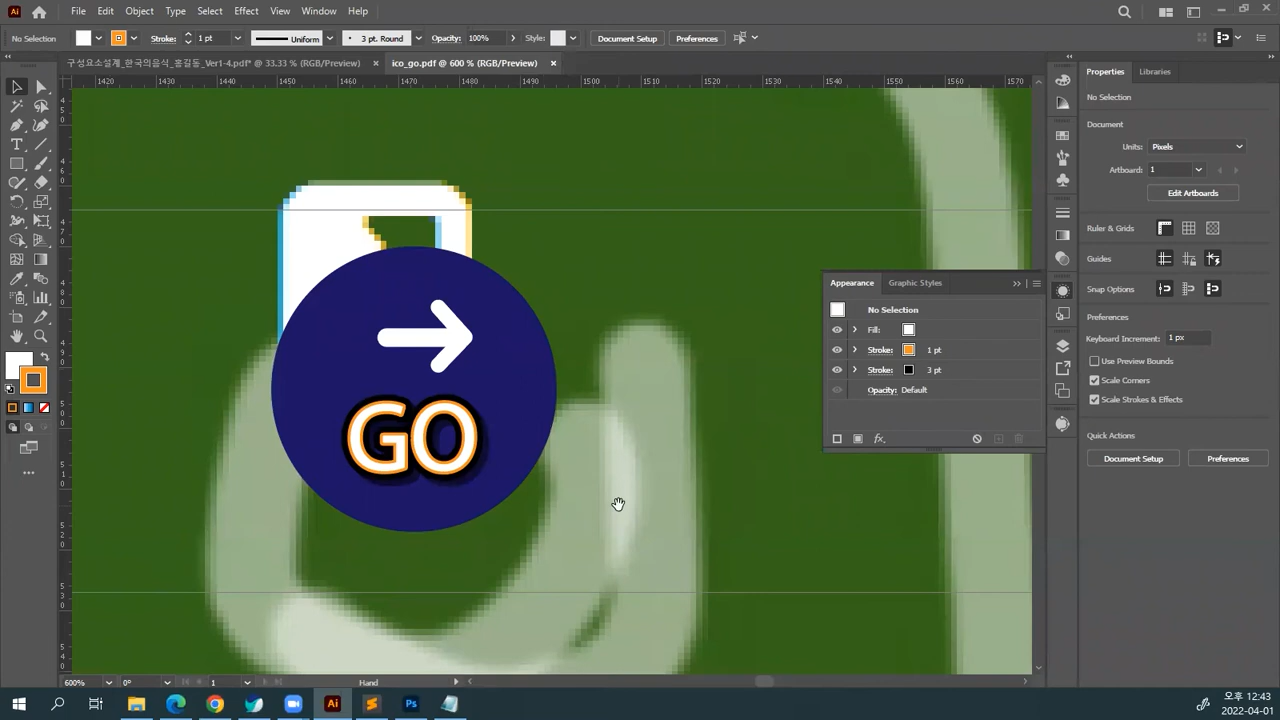 File Edit Object Type Select Effect View Window Help
No Selection Stroke: 1 pt Uniform 3 pt. Round Opacity: 100% Style: Document Setup Preferences
구성요소설계_한국의음식_홍길동_Ver1-4.pdf* @ 33.33 % (RGB/Preview) × ico_go.pdf @ 600 % (RGB/Preview) ×
1420 1430 1440 1450 1460 1470 1480 1490 1500 1510 1520 1530 1540 1550 1560 1570
Properties Libraries
No Selection
Document
Units: Pixels
Artboard: 1
Edit Artboards
Ruler & Grids
Guides
Snap Options
Preferences
Keyboard Increment: 1 px
Use Preview Bounds
Scale Corners
Scale Strokes & Effects
Quick Actions
Document Setup Preferences
Appearance Graphic Styles
No Selection
Fill:
Stroke: 1 pt
Stroke: 3 pt
Opacity: Default
fx
GO
600% 0° 1 Hand
오후 12:43
2022-04-01